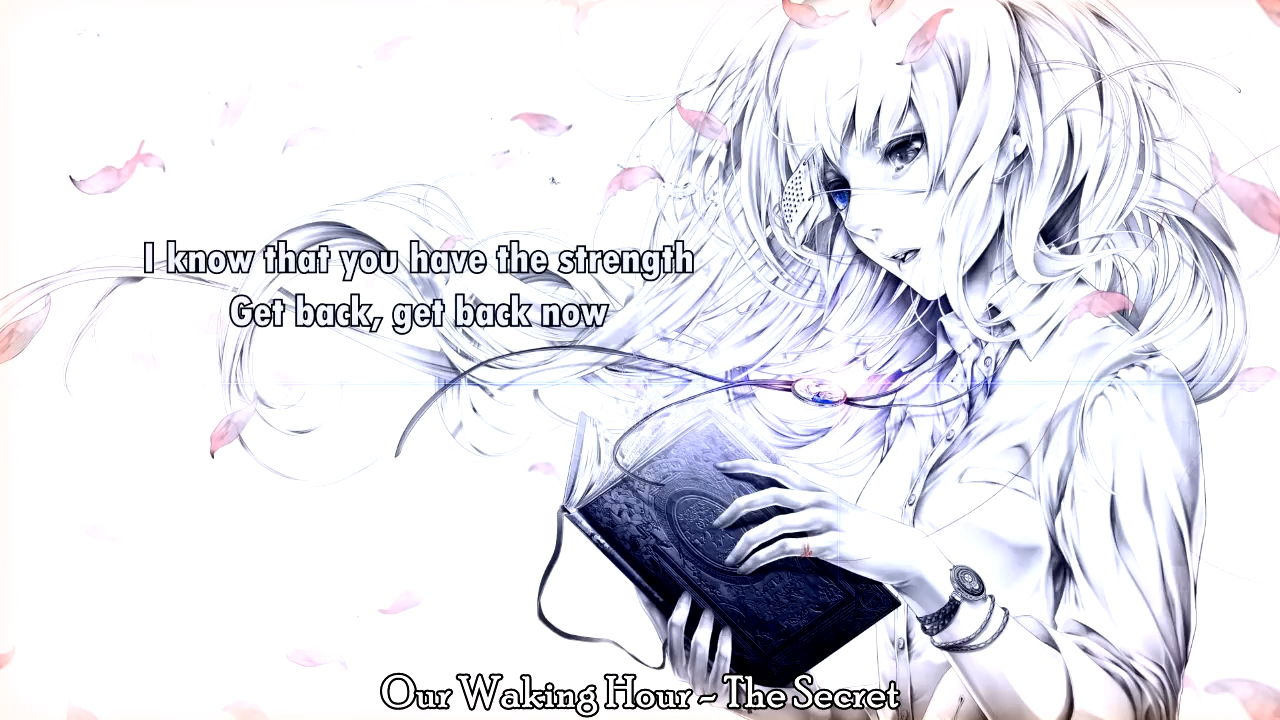 I know that you have the strength
Get back, get back now
Our Waking Hour ~ The Secret